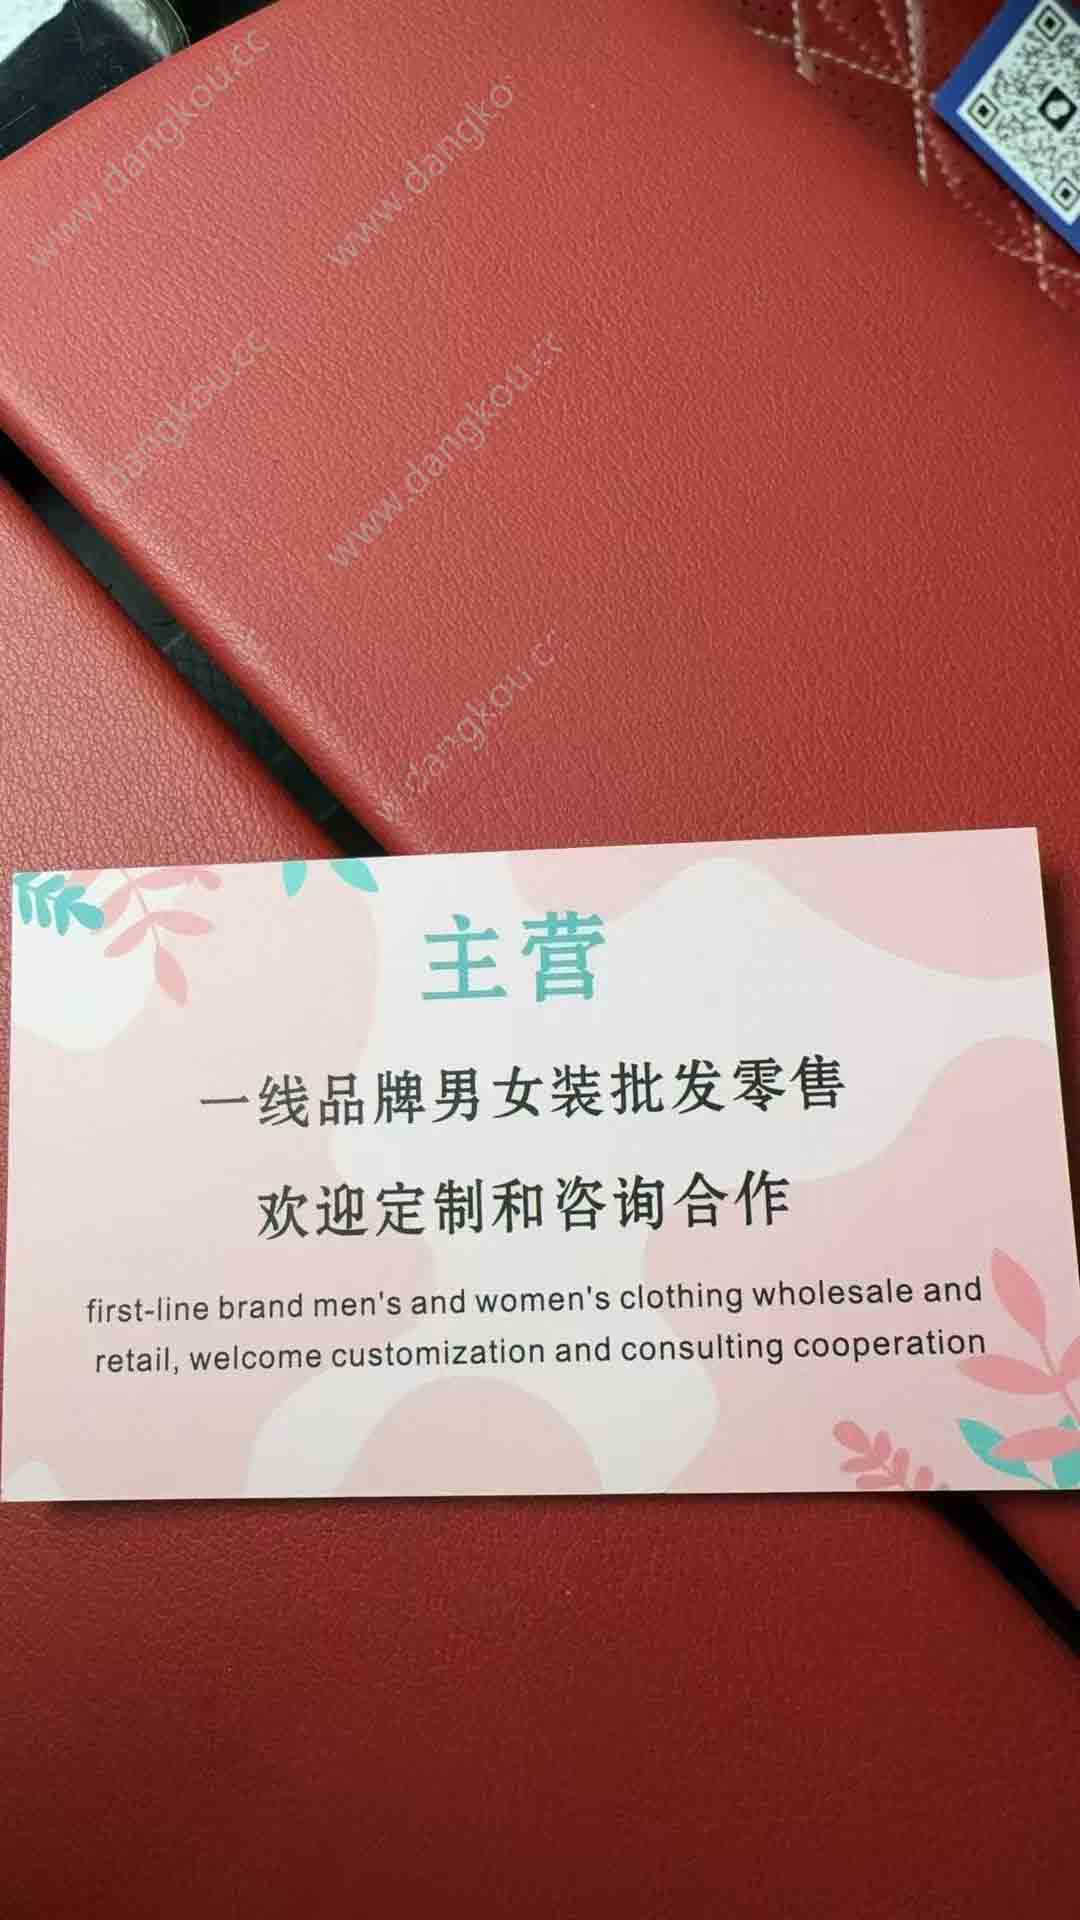 www.dangkou.cc
www.dangko
dangkou.cc
www.dangkou.cc
w.dangkou.c
主营
一线品牌男女装批发零售
欢迎定制和咨询合作
first-line brand men's and women's clothing wholesale and
retail, welcome customization and consulting cooperation